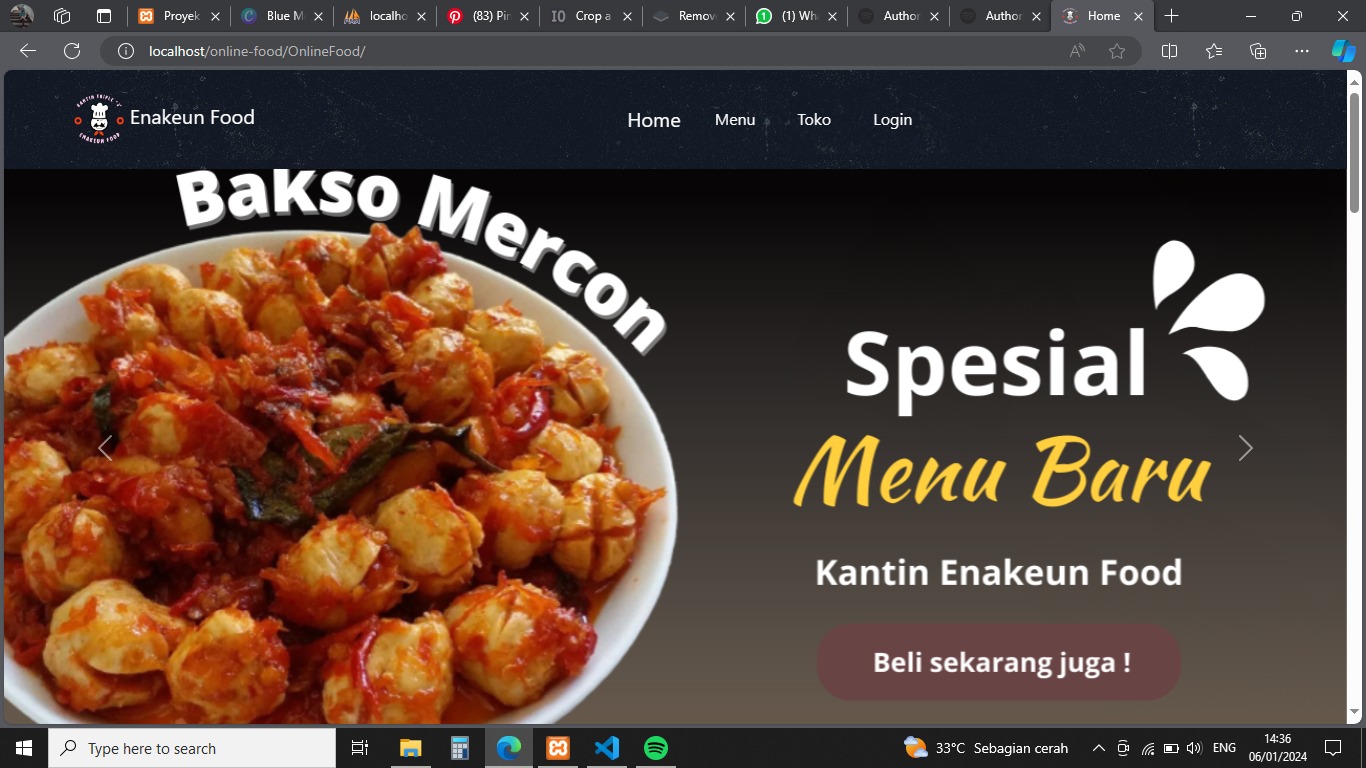 Proyek
Blue M
localho
(83) Pin
Crop a
Remov
(1) Wh
Author
Author
Home
localhost/online-food/OnlineFood/
KANTIN TRIPLE "J"
ENAKEUN FOOD
Enakeun Food
Home
Menu
Toko
Login
Bakso Mercon
Spesial
Menu Baru
Kantin Enakeun Food
Beli sekarang juga !
Type here to search
33°C Sebagian cerah
ENG
14:36
06/01/2024